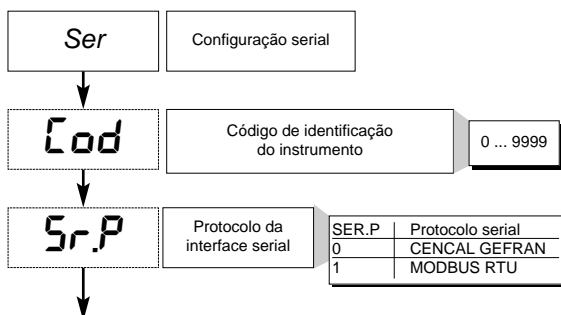 Ser
Configuração serial
Cod
Código de identificação
do instrumento
0 ... 9999
Sr.P
Protocolo da
interface serial
SER.P Protocolo serial
0 CENCAL GEFRAN
1 MODBUS RTU